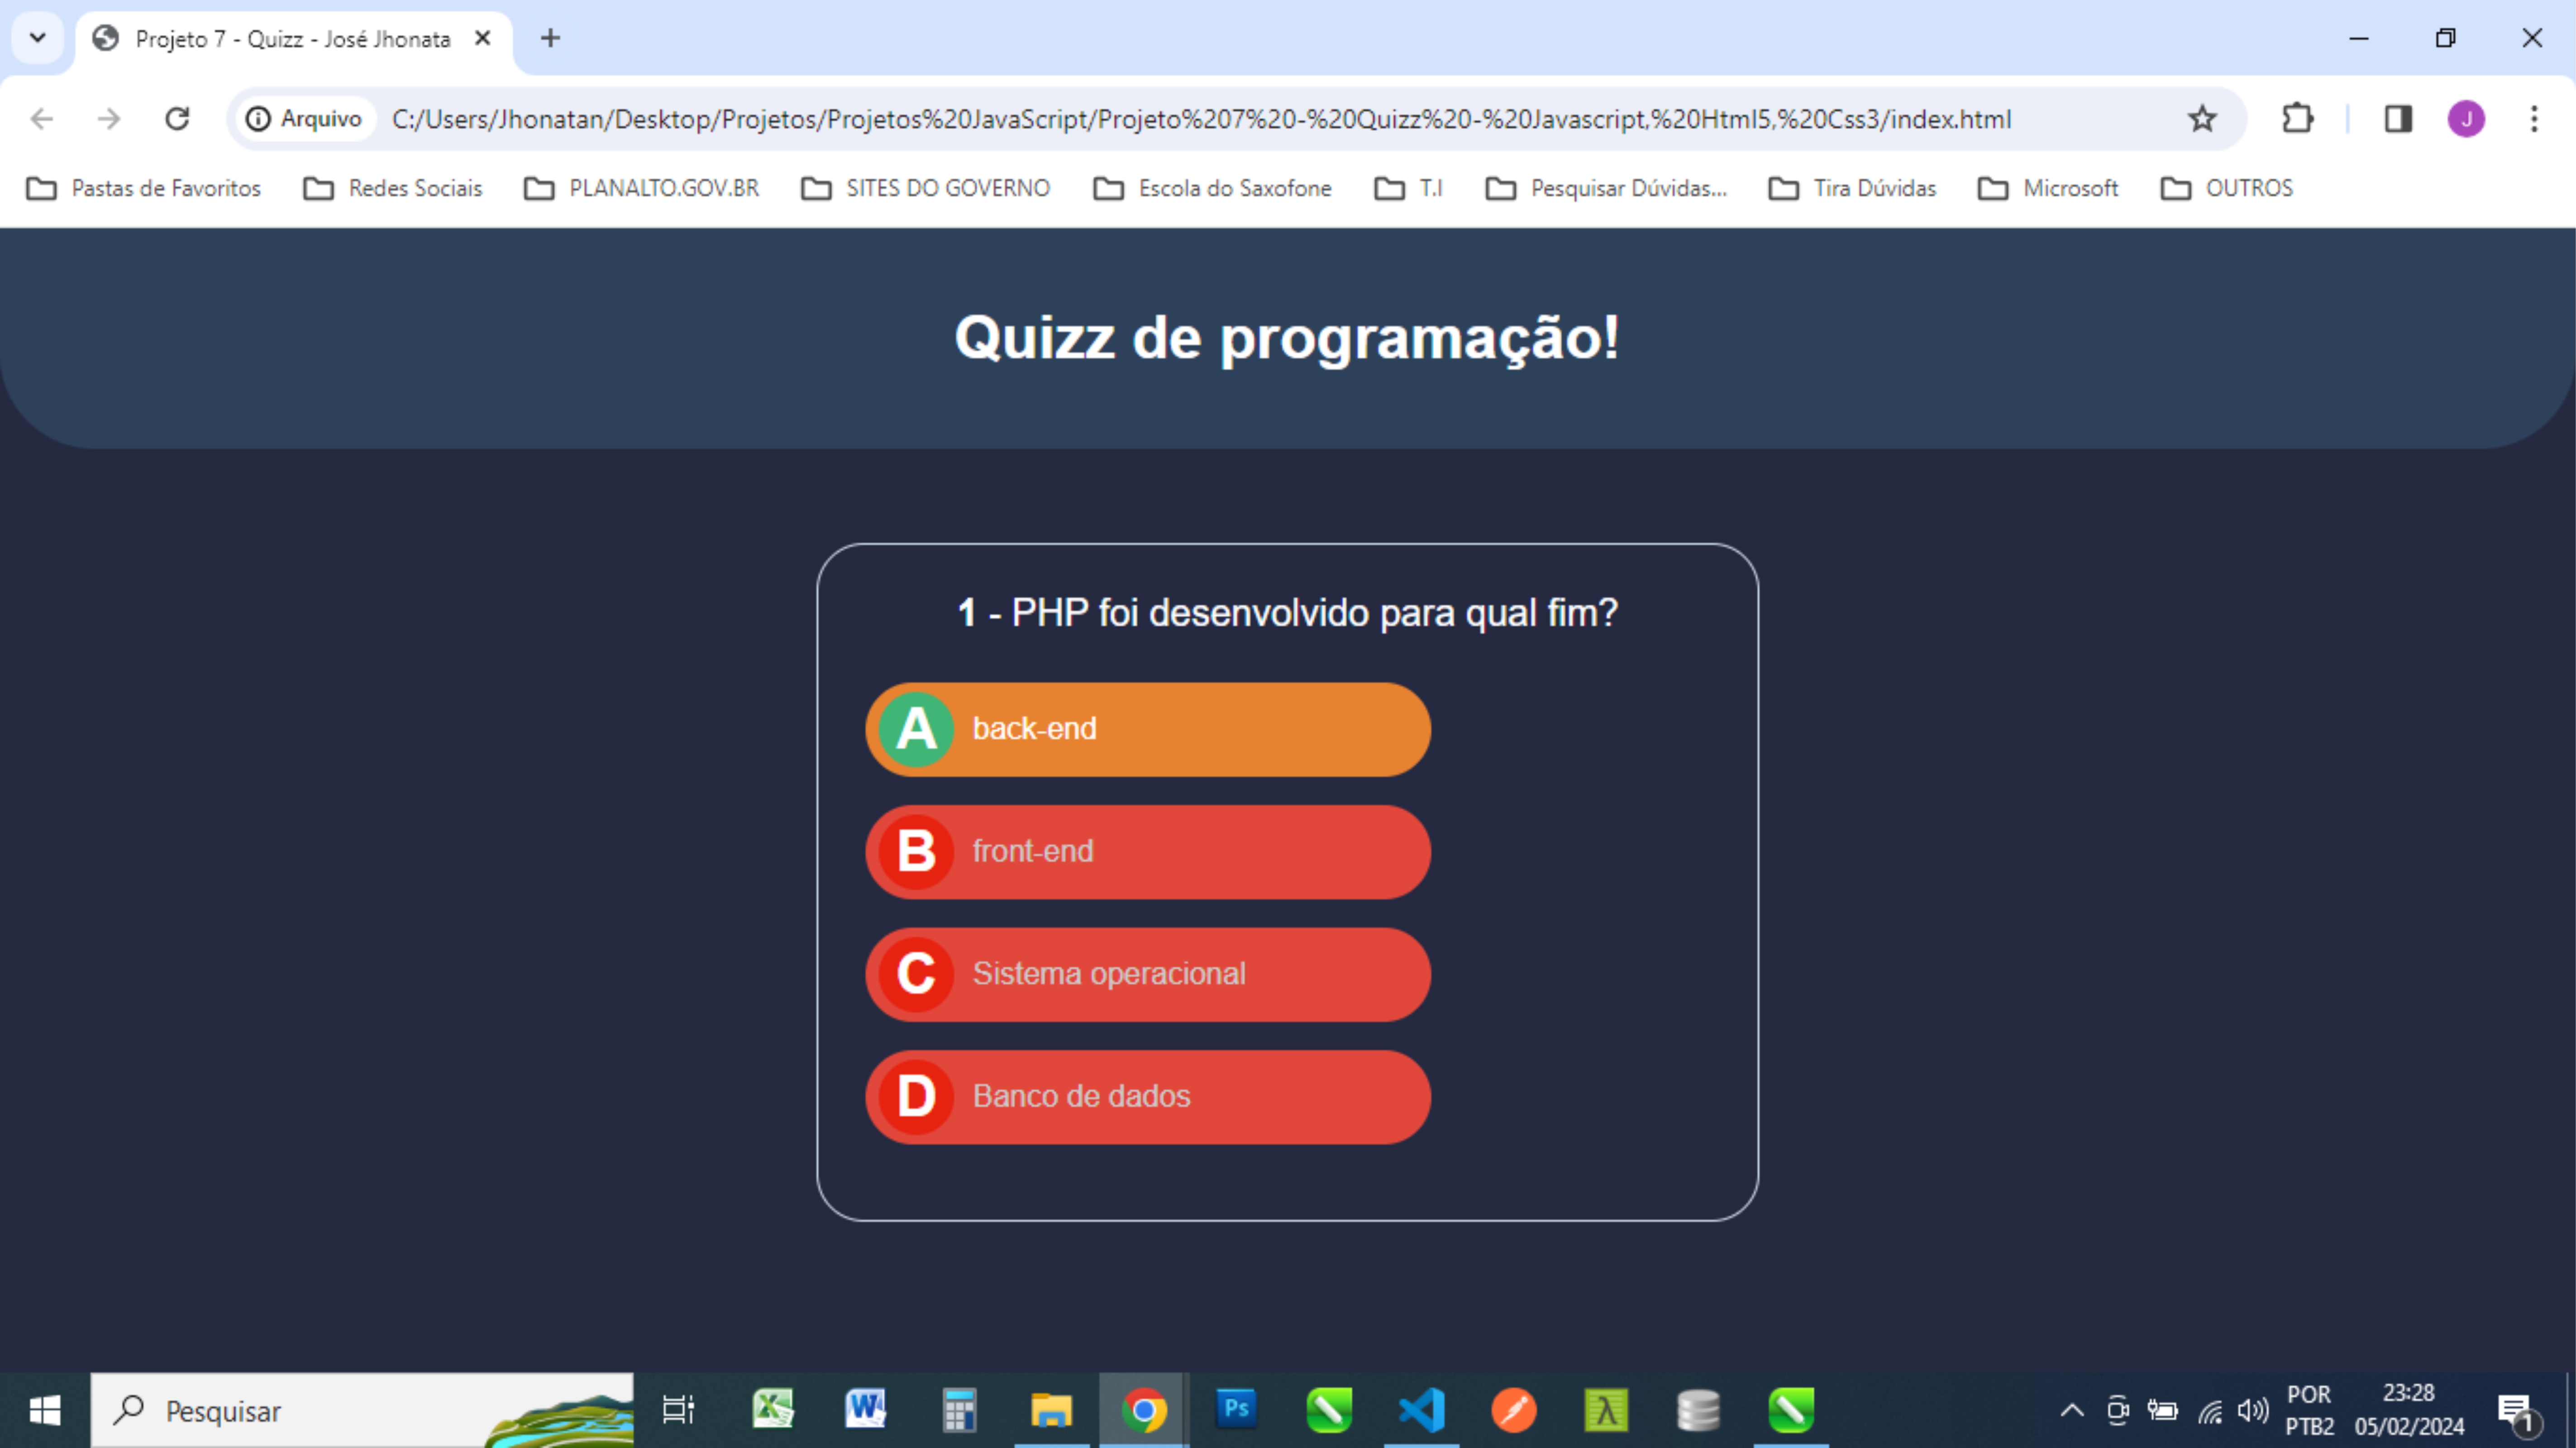 Projeto 7 - Quizz - José Jhonata
Arquivo C:/Users/Jhonatan/Desktop/Projetos/Projetos%20JavaScript/Projeto%207%20-%20Quizz%20-%20Javascript,%20Html5,%20Css3/index.html
J
Pastas de Favoritos Redes Sociais PLANALTO.GOV.BR SITES DO GOVERNO Escola do Saxofone T.I Pesquisar Dúvidas... Tira Dúvidas Microsoft OUTROS
Quizz de programação!
1 - PHP foi desenvolvido para qual fim?
A back-end
B front-end
C Sistema operacional
D Banco de dados
Pesquisar
Ps
λ
POR
PTB2
23:28
05/02/2024
1